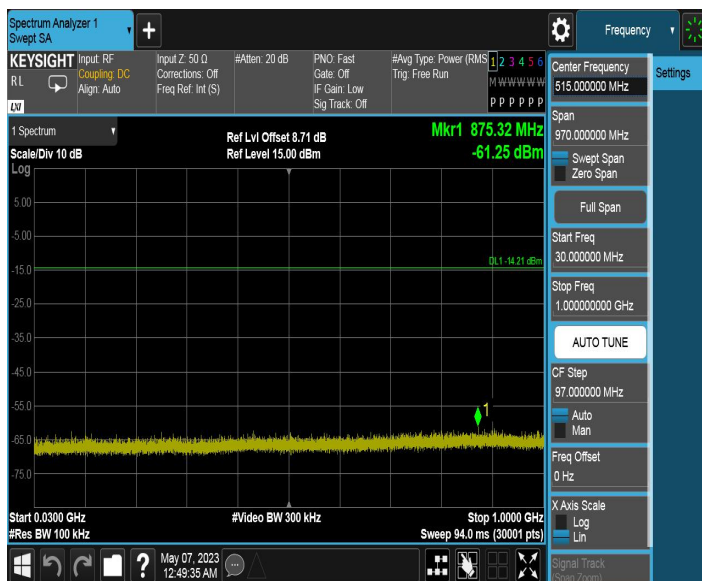 Spectrum Analyzer 1
Swept SA
Frequency
KEYSIGHT
RL
LXI
Input: RF
Coupling: DC
Align: Auto
Input Z: 50 Ω
Corrections: Off
Freq Ref: Int (S)
#Atten: 20 dB
PNO: Fast
Gate: Off
IF Gain: Low
Sig Track: Off
#Avg Type: Power (RMS
Trig: Free Run
1 2 3 4 5 6
M W W W W W
P P P P P P
1 Spectrum
Scale/Div 10 dB
Log
Ref Lvl Offset 8.71 dB
Ref Level 15.00 dBm
Mkr1 875.32 MHz
-61.25 dBm
5.00
-5.00
DL1 -14.21 dBm
-15.0
-25.0
-35.0
-45.0
-55.0
1
-65.0
-75.0
Start 0.0300 GHz
#Res BW 100 kHz
#Video BW 300 kHz
Stop 1.0000 GHz
Sweep 94.0 ms (30001 pts)
?
May 07, 2023
12:49:35 AM
Center Frequency
515.000000 MHz
Span
970.000000 MHz
Swept Span
Zero Span
Full Span
Start Freq
30.000000 MHz
Stop Freq
1.000000000 GHz
AUTO TUNE
CF Step
97.000000 MHz
Auto
Man
Freq Offset
0 Hz
X Axis Scale
Log
Lin
Signal Track
(Span Zoom)
Settings